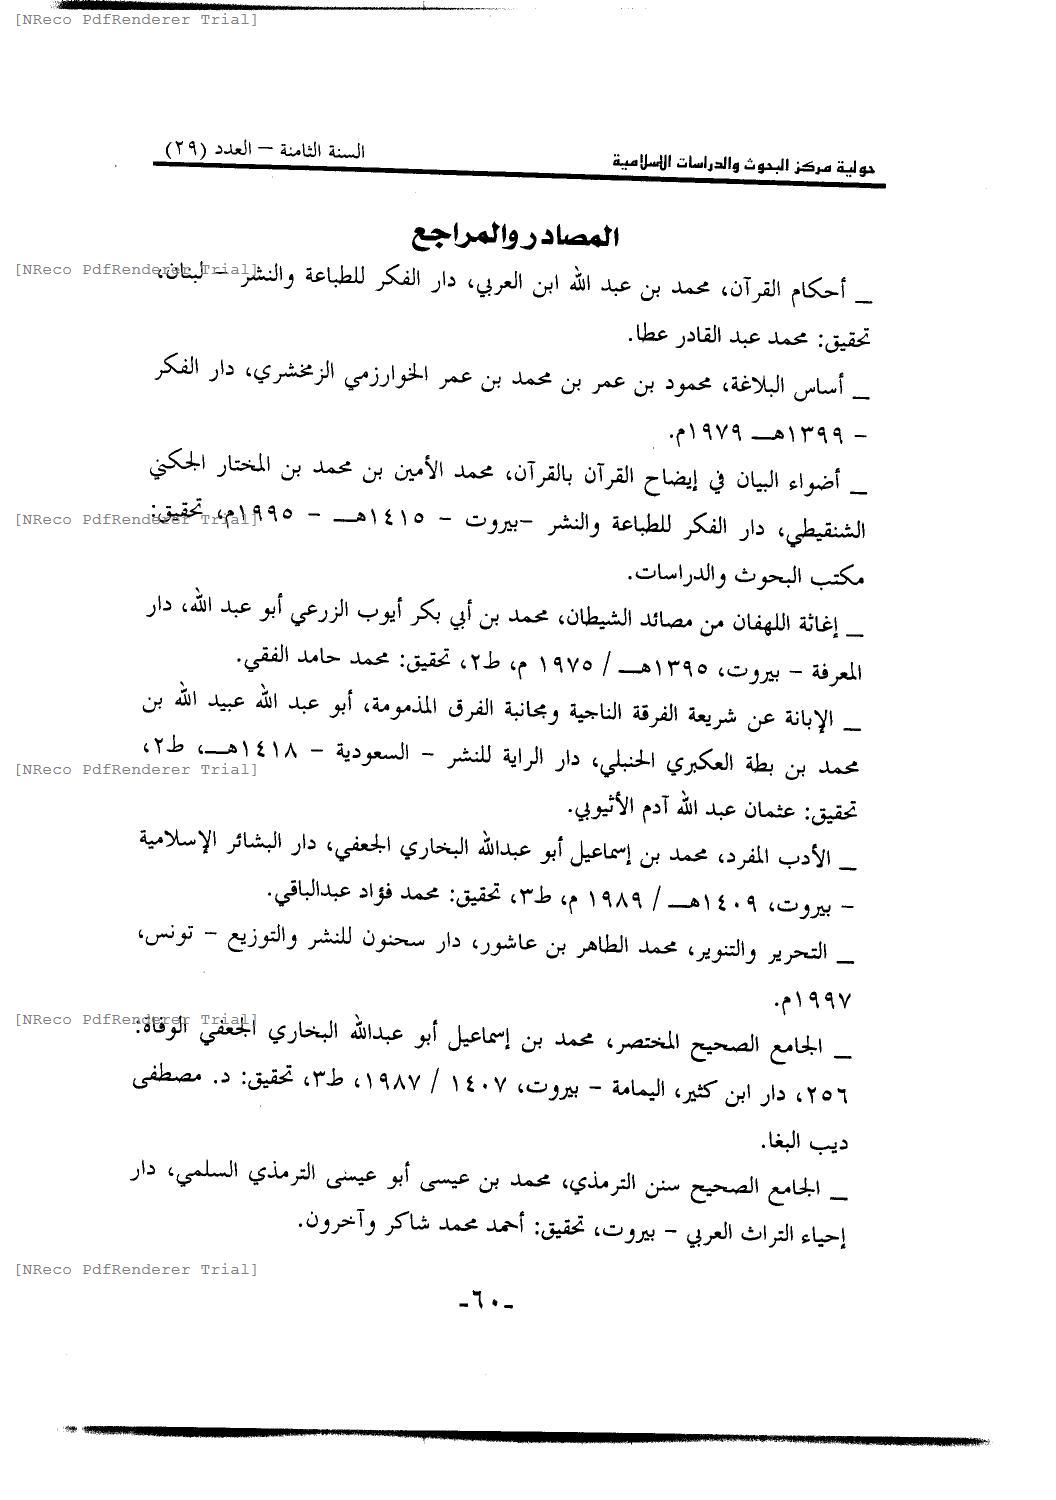 [NReco PdfRenderer Trial]
حولية مركز البحوث والدراسات الإسلامية السنة الثامنة – العدد (٢٩)
المصادر والمراجع
[NReco PdfRenderer Trial]
_ أحكام القرآن، محمد بن عبد الله ابن العربي، دار الفكر للطباعة والنشر – لبنان،
تحقيق: محمد عبد القادر عطا.
_ أساس البلاغة، محمود بن عمر بن محمد بن عمر الخوارزمي الزمخشري، دار الفكر
– ١٣٩٩هـ ١٩٧٩م.
_ أضواء البيان في إيضاح القرآن بالقرآن، محمد الأمين بن محمد بن المختار الجكني
[NReco PdfRenderer Trial]
الشنقيطي، دار الفكر للطباعة والنشر –بيروت – ١٤١٥هـ – ١٩٩٥م، تحقيق:
مكتب البحوث والدراسات.
_ إغاثة اللهفان من مصائد الشيطان، محمد بن أبي بكر أيوب الزرعي أبو عبد الله، دار
المعرفة – بيروت، ١٣٩٥هـ / ١٩٧٥ م، ط٢، تحقيق: محمد حامد الفقي.
_ الإبانة عن شريعة الفرقة الناجية ومجانبة الفرق المذمومة، أبو عبد الله عبيد الله بن
محمد بن بطة العكبري الحنبلي، دار الراية للنشر – السعودية – ١٤١٨هـ، ط٢،
[NReco PdfRenderer Trial]
تحقيق: عثمان عبد الله آدم الأثيوبي.
_ الأدب المفرد، محمد بن إسماعيل أبو عبدالله البخاري الجعفي، دار البشائر الإسلامية
– بيروت، ١٤٠٩هـ / ١٩٨٩ م، ط٣، تحقيق: محمد فؤاد عبدالباقي.
_ التحرير والتنوير، محمد الطاهر بن عاشور، دار سحنون للنشر والتوزيع – تونس،
١٩٩٧م.
[NReco PdfRenderer Trial]
_ الجامع الصحيح المختصر، محمد بن إسماعيل أبو عبدالله البخاري الجعفي الوفاة:
٢٥٦، دار ابن كثير، اليمامة – بيروت، ١٤٠٧ / ١٩٨٧، ط٣، تحقيق: د. مصطفى
ديب البغا.
_ الجامع الصحيح سنن الترمذي، محمد بن عيسى أبو عيسى الترمذي السلمي، دار
إحياء التراث العربي – بيروت، تحقيق: أحمد محمد شاكر وآخرون.
[NReco PdfRenderer Trial]
-٦٠-